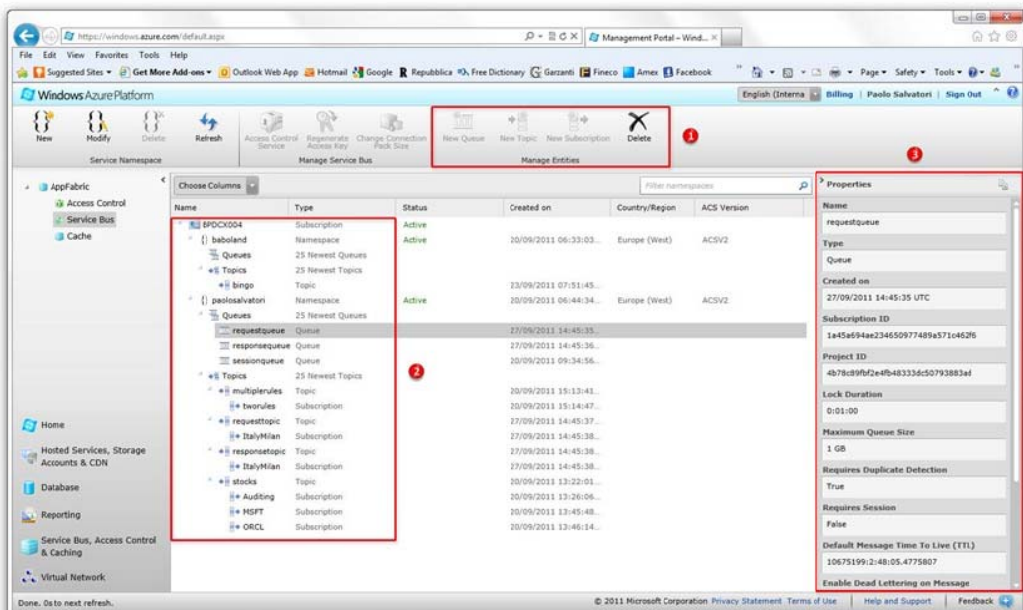 https://windows.azure.com/default.aspx
Management Portal – Wind...
File Edit View Favorites Tools Help
Suggested Sites Get More Add-ons Outlook Web App Hotmail Google Repubblica Free Dictionary Garzanti Fineco Amex Facebook
Page Safety Tools
Windows Azure Platform
English (Interna Billing Paolo Salvatori Sign Out
New Modify Delete Refresh Access Control Service Regenerate Access Key Change Connection Pack Size New Queue New Topic New Subscription Delete
Service Namespace Manage Service Bus Manage Entities
1
3
AppFabric
Access Control
Service Bus
Cache
Choose Columns Filter namespaces
Name Type Status Created on Country/Region ACS Version
BPDCX004 Subscription Active
baboland Namespace Active 20/09/2011 06:33:03... Europe (West) ACSV2
Queues 25 Newest Queues
Topics 25 Newest Topics
bingo Topic 23/09/2011 07:51:45...
paolosalvatori Namespace Active 20/09/2011 06:44:34... Europe (West) ACSV2
Queues 25 Newest Queues
requestqueue Queue 27/09/2011 14:45:35...
responsequeue Queue 27/09/2011 14:45:36...
sessionqueue Queue 20/09/2011 09:34:56...
2
Topics 25 Newest Topics
multiplerules Topic 20/09/2011 15:13:41...
tworules Subscription 20/09/2011 15:14:47...
requesttopic Topic 27/09/2011 14:45:37...
ItalyMilan Subscription 27/09/2011 14:45:38...
responsetopic Topic 27/09/2011 14:45:38...
ItalyMilan Subscription 27/09/2011 14:45:38...
stocks Topic 20/09/2011 13:22:01...
Auditing Subscription 20/09/2011 13:26:06...
MSFT Subscription 20/09/2011 13:45:48...
ORCL Subscription 20/09/2011 13:46:14...
Home
Hosted Services, Storage
Accounts & CDN
Database
Reporting
Service Bus, Access Control
& Caching
Virtual Network
Properties
Name
requestqueue
Type
Queue
Created on
27/09/2011 14:45:35 UTC
Subscription ID
1a45a694ae234650977489a571c462f6
Project ID
4b78c89fbf2e4fb48333dc50793883ad
Lock Duration
0:01:00
Maximum Queue Size
1 GB
Requires Duplicate Detection
True
Requires Session
False
Default Message Time To Live (TTL)
10675199:2:48:05.4775807
Enable Dead Lettering on Message
Done. 0s to next refresh.
© 2011 Microsoft Corporation Privacy Statement Terms of Use Help and Support Feedback